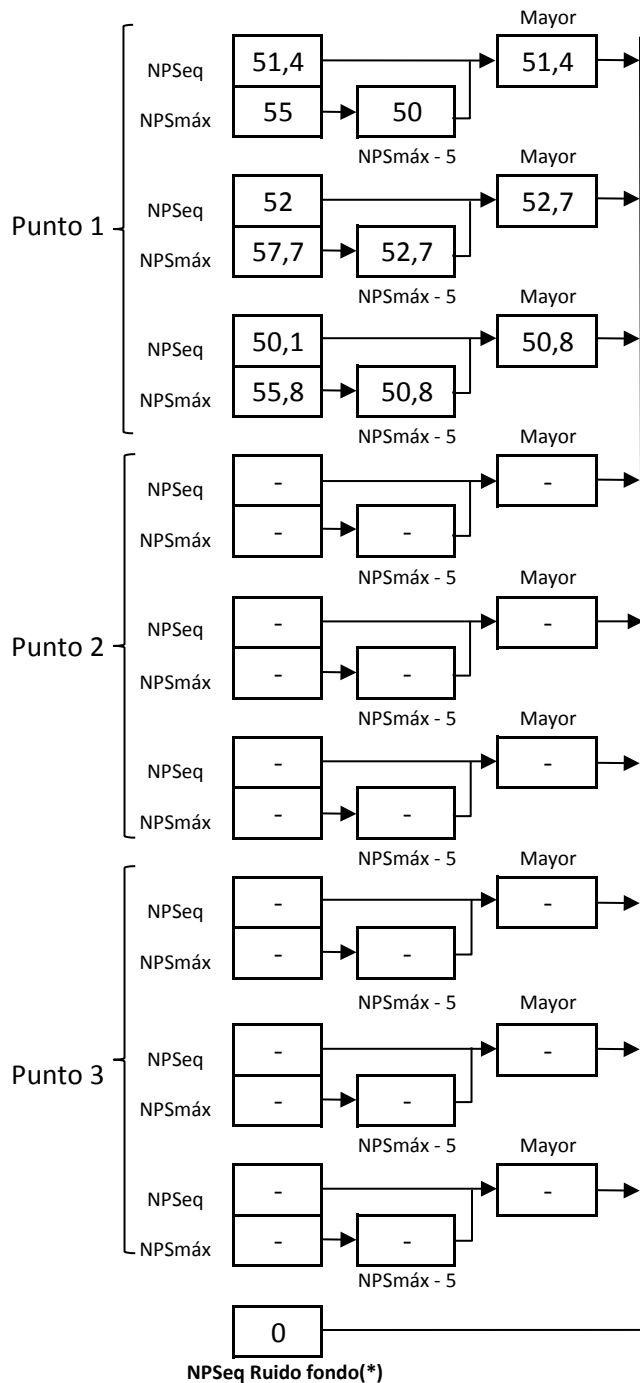 Mayor
NPSeq 51,4 51,4
NPSmáx 55 50
NPSmáx - 5 Mayor
Punto 1
NPSeq 52 52,7
NPSmáx 57,7 52,7
NPSmáx - 5 Mayor
NPSeq 50,1 50,8
NPSmáx 55,8 50,8
NPSmáx - 5 Mayor
NPSeq - -
NPSmáx - -
NPSmáx - 5 Mayor
Punto 2
NPSeq - -
NPSmáx - -
NPSmáx - 5 Mayor
NPSeq - -
NPSmáx - -
NPSmáx - 5 Mayor
NPSeq - -
NPSmáx - -
NPSmáx - 5 Mayor
Punto 3
NPSeq - -
NPSmáx - -
NPSmáx - 5 Mayor
NPSeq - -
NPSmáx - -
NPSmáx - 5
0
NPSeq Ruido fondo(*)